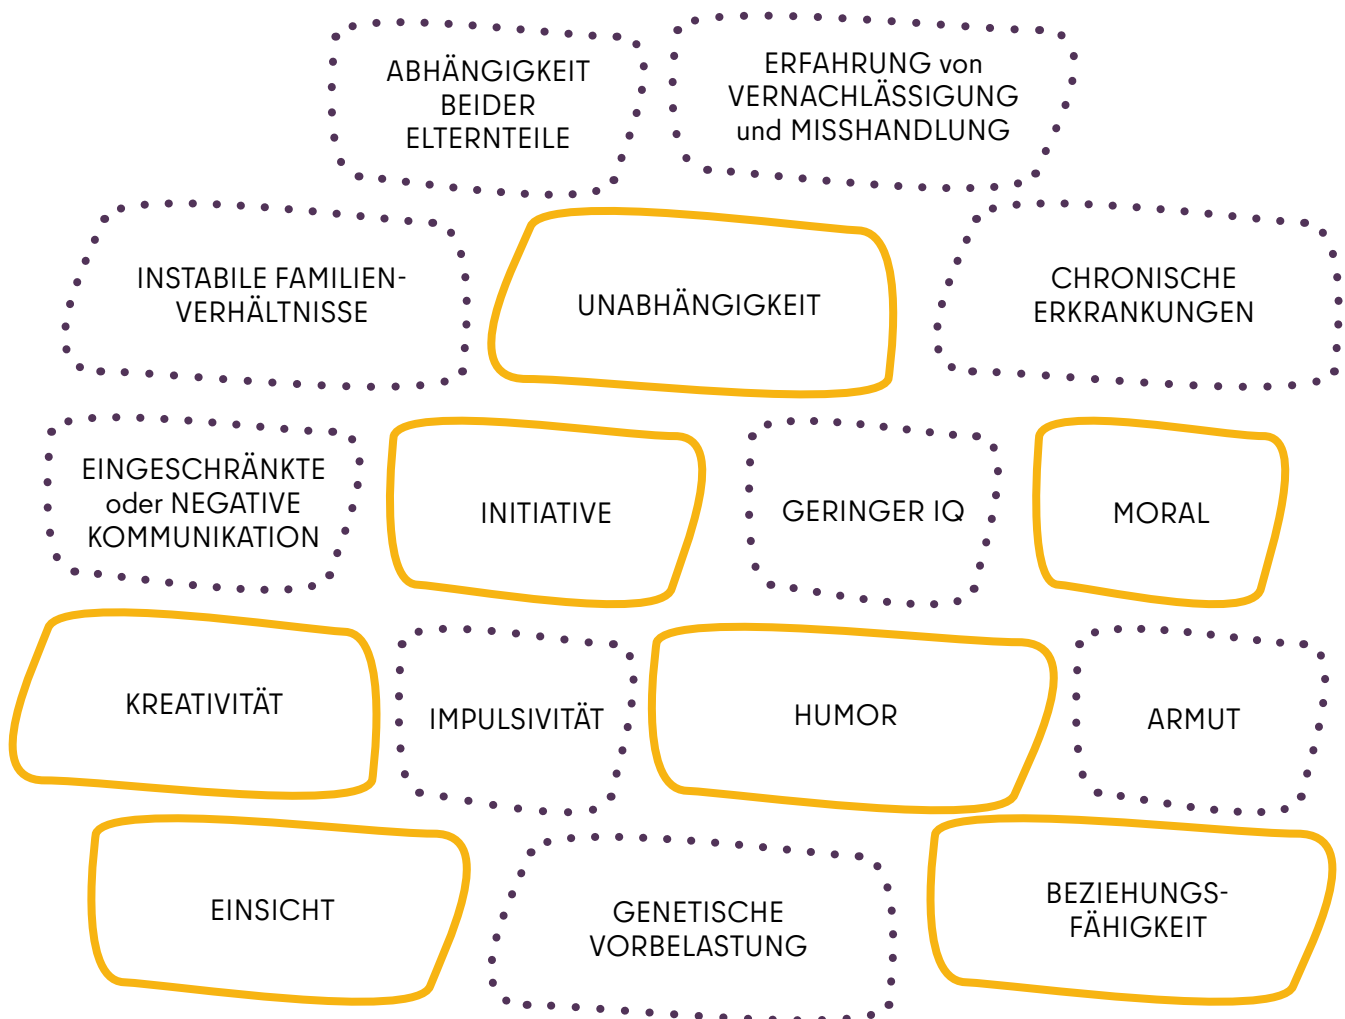 ABHÄNGIGKEIT
BEIDER
ELTERNTEILE
ERFAHRUNG von
VERNACHLÄSSIGUNG
und MISSHANDLUNG
INSTABILE FAMILIEN-
VERHÄLTNISSE
UNABHÄNGIGKEIT
CHRONISCHE
ERKRANKUNGEN
EINGESCHRÄNKTE
oder NEGATIVE
KOMMUNIKATION
INITIATIVE
GERINGER IQ
MORAL
KREATIVITÄT
IMPULSIVITÄT
HUMOR
ARMUT
EINSICHT
GENETISCHE
VORBELASTUNG
BEZIEHUNGS-
FÄHIGKEIT